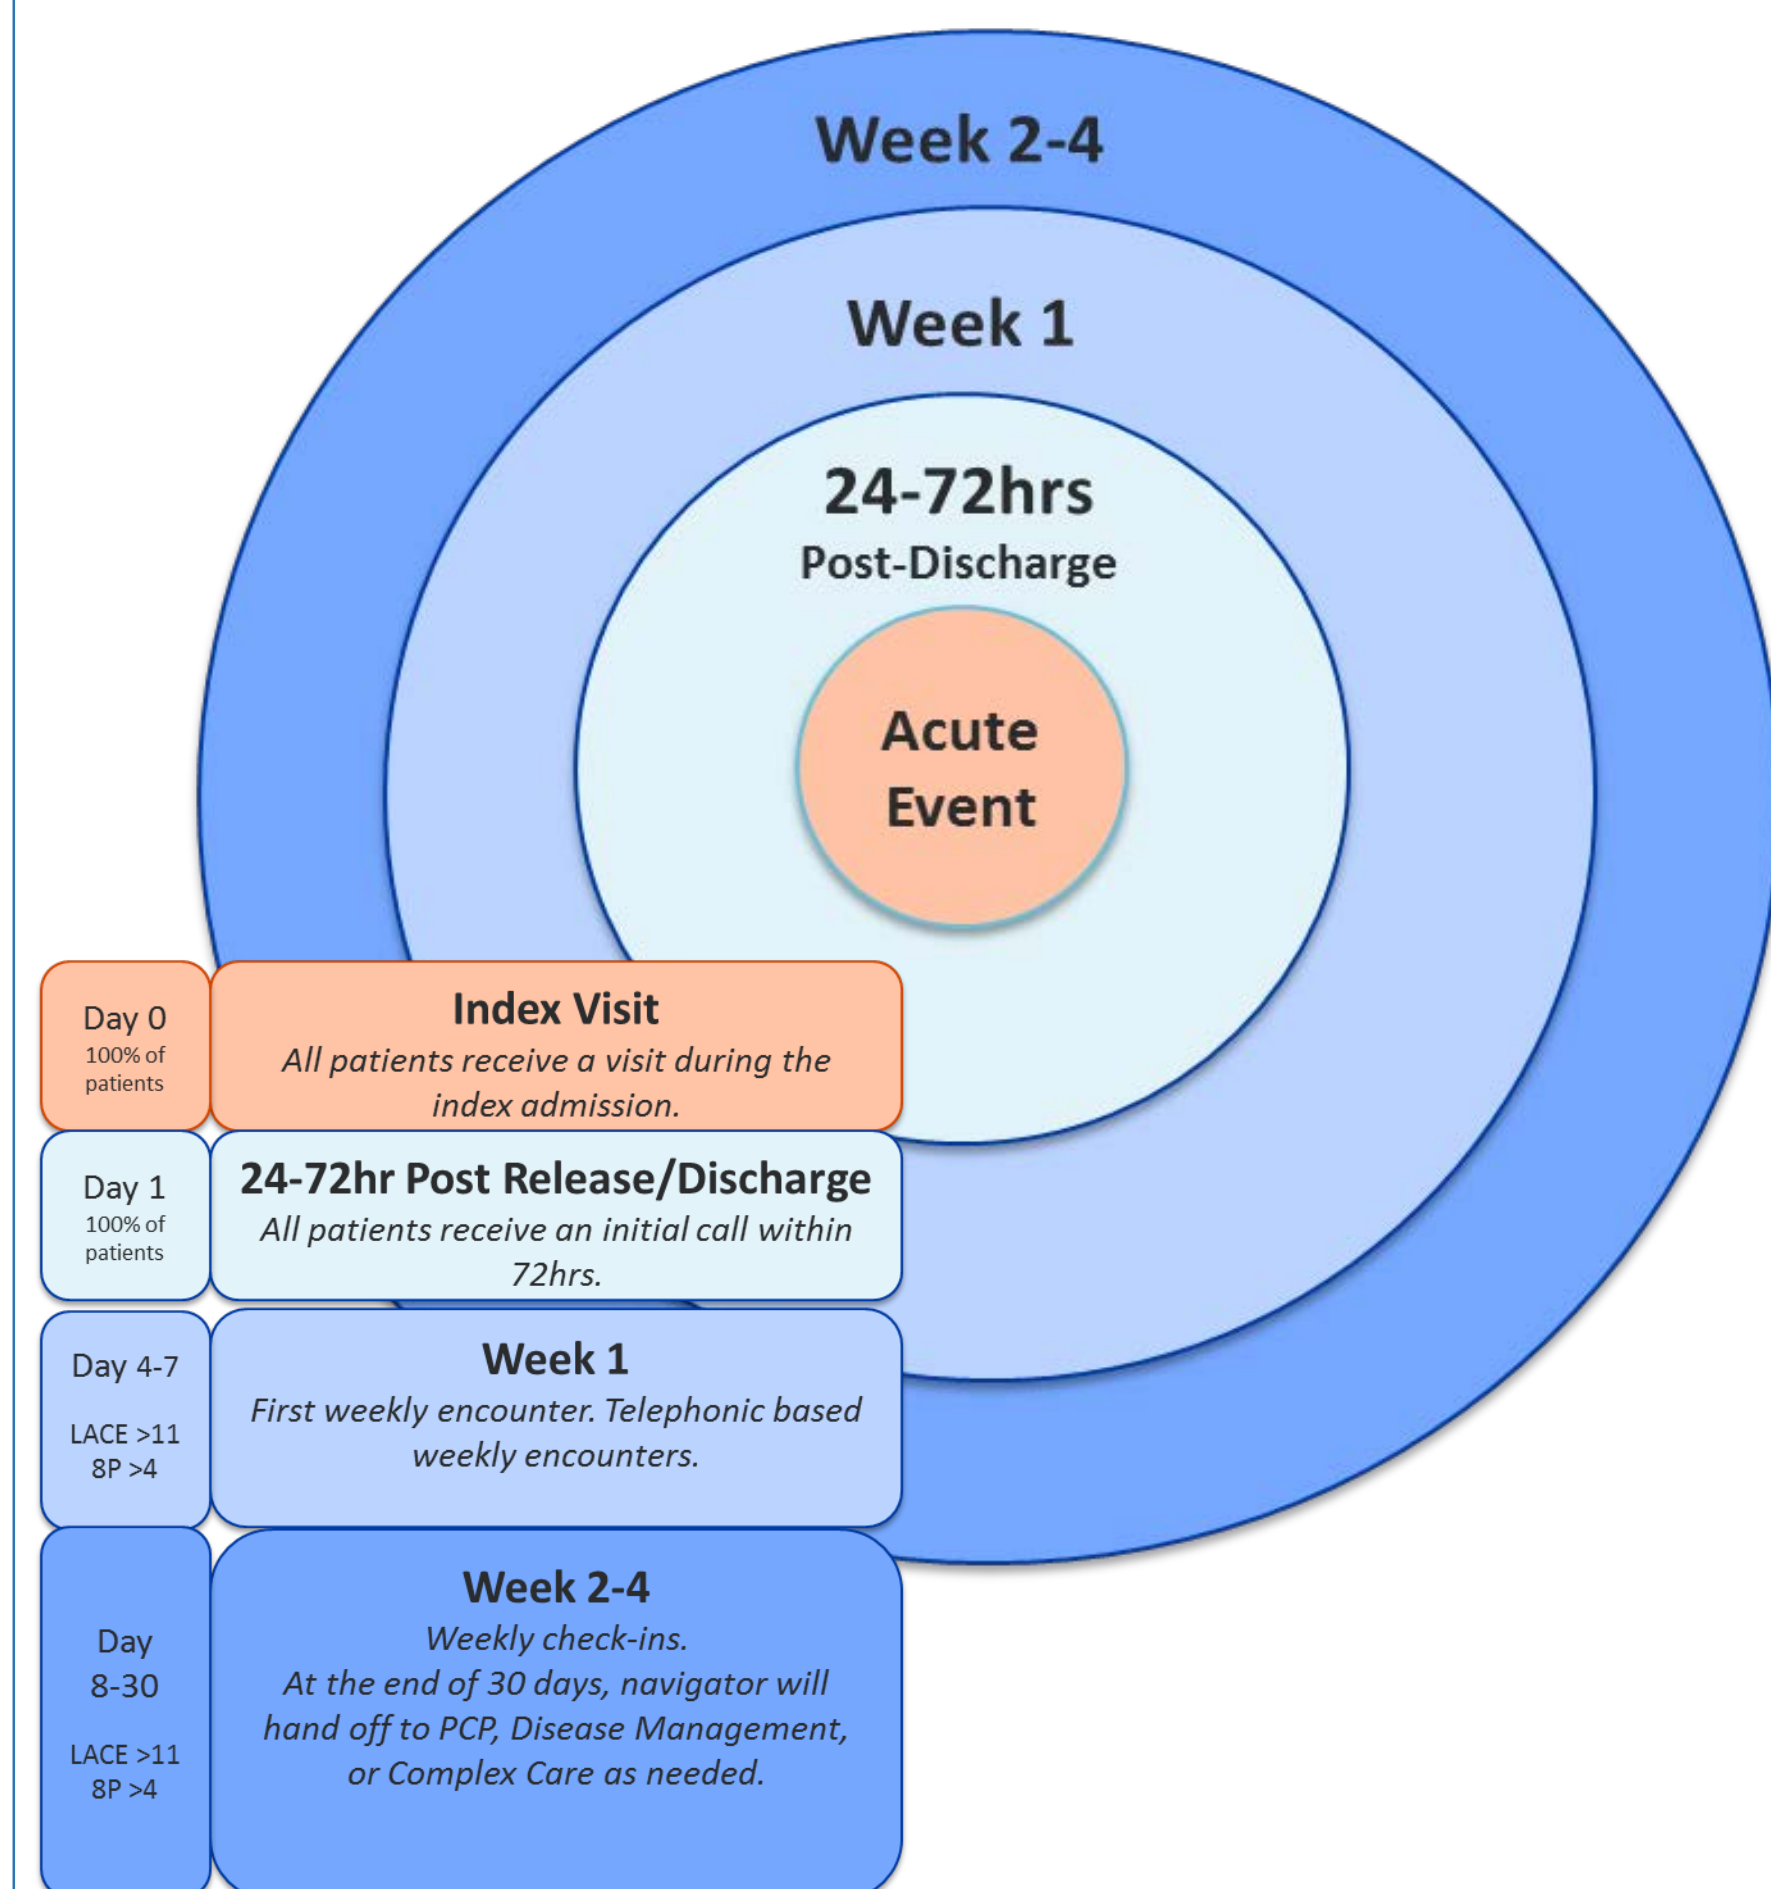 Week 2-4
Week 1
24-72hrs
Post-Discharge
Acute
Event
Day 0
100% of
patients
Index Visit
All patients receive a visit during the
index admission.
Day 1
100% of
patients
24-72hr Post Release/Discharge
All patients receive an initial call within
72hrs.
Day 4-7
LACE >11
8P >4
Week 1
First weekly encounter. Telephonic based
weekly encounters.
Day
8-30
LACE >11
8P >4
Week 2-4
Weekly check-ins.
At the end of 30 days, navigator will
hand off to PCP, Disease Management,
or Complex Care as needed.